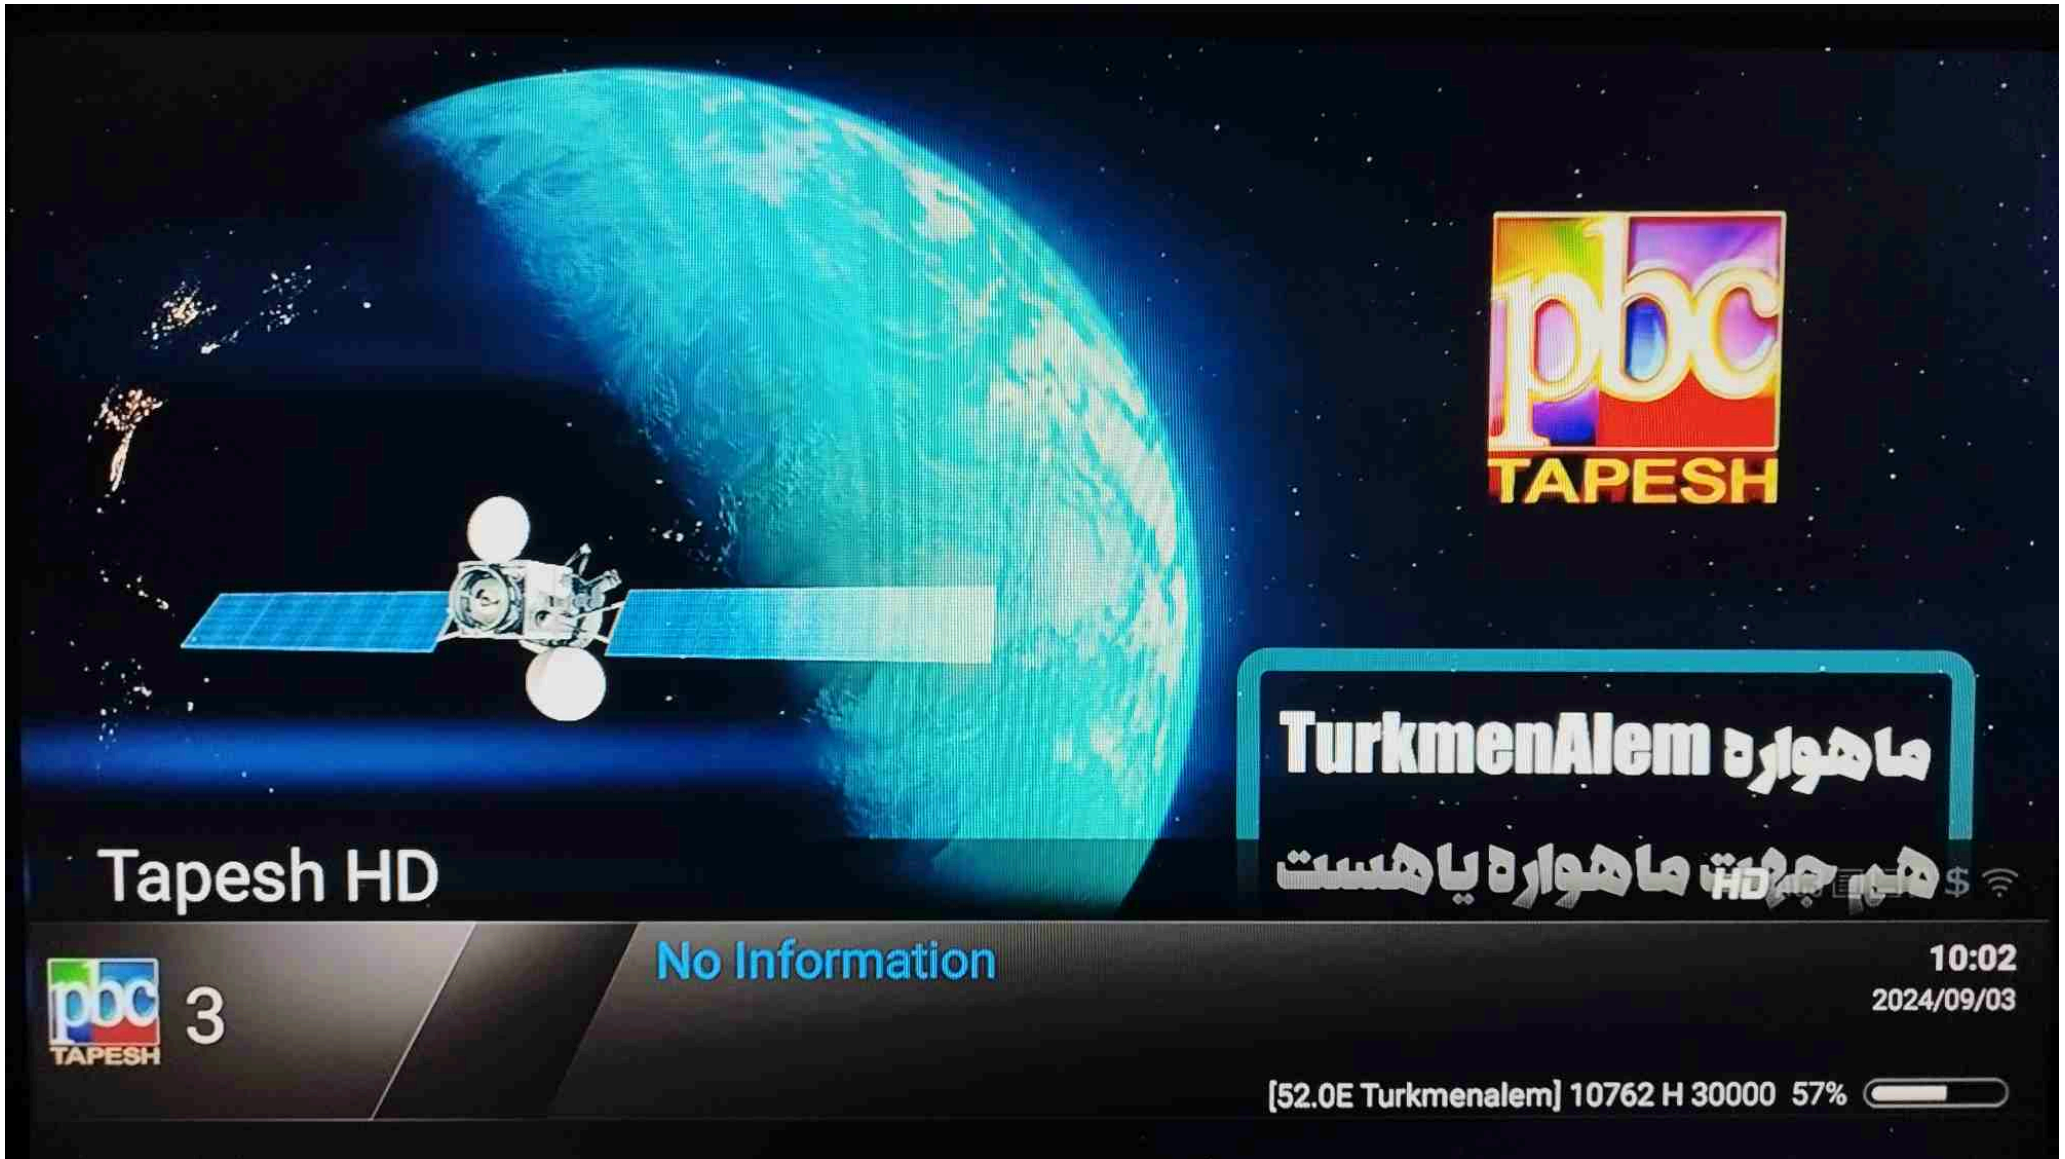 pbc
TAPESH
ماهواره TurkmenAlem
هم جهت ماهواره یاهست
Tapesh HD
HD
$
No Information
10:02
2024/09/03
pbc
TAPESH
3
[52.0E Turkmenalem] 10762 H 30000 57%